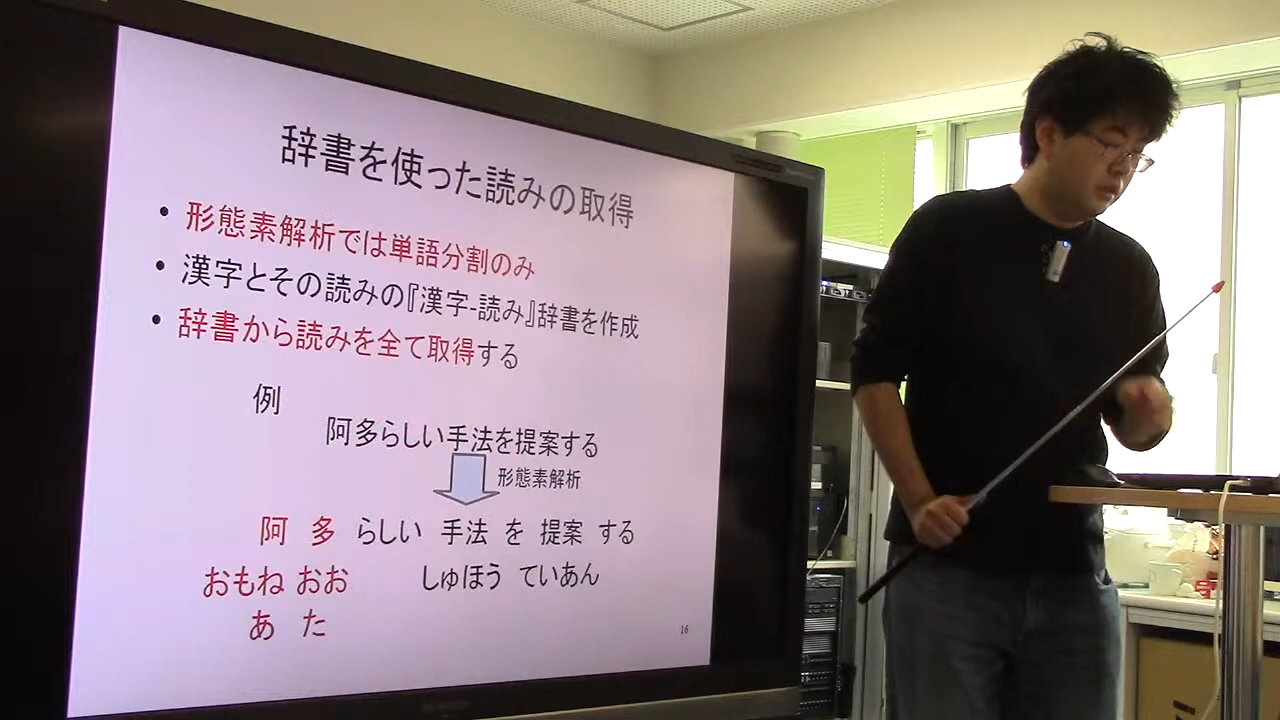 辞書を使った読みの取得
• 形態素解析では単語分割のみ
• 漢字とその読みの『漢字-読み』辞書を作成
• 辞書から読みを全て取得する
例
阿多らしい手法を提案する
形態素解析
阿 多 らしい 手法 を 提案 する
おもね おお しゅほう ていあん
あ た
16